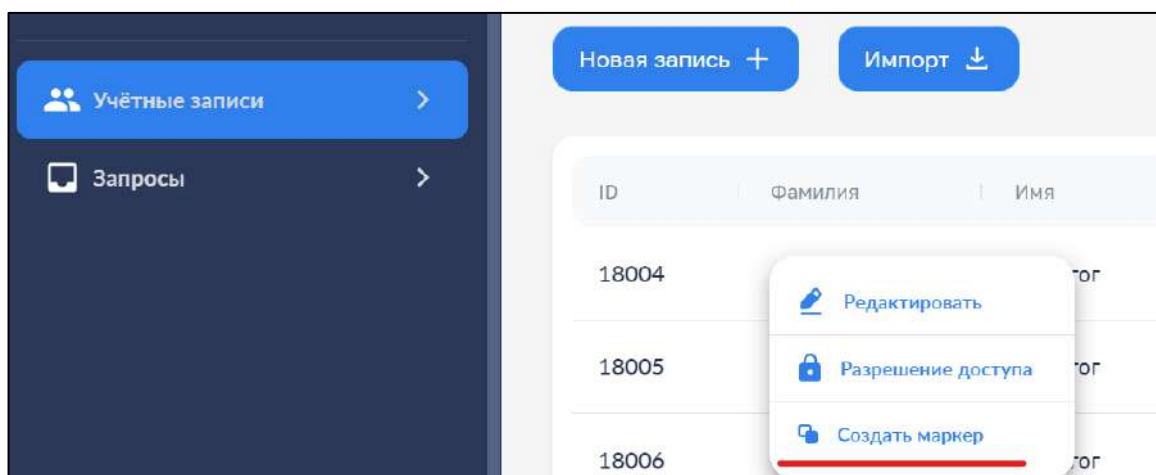 Новая запись
Импорт
Учётные записи
Запросы
ID Фамилия Имя
18004
Редактировать
18005
Разрешение доступа
Создать маркер
18006